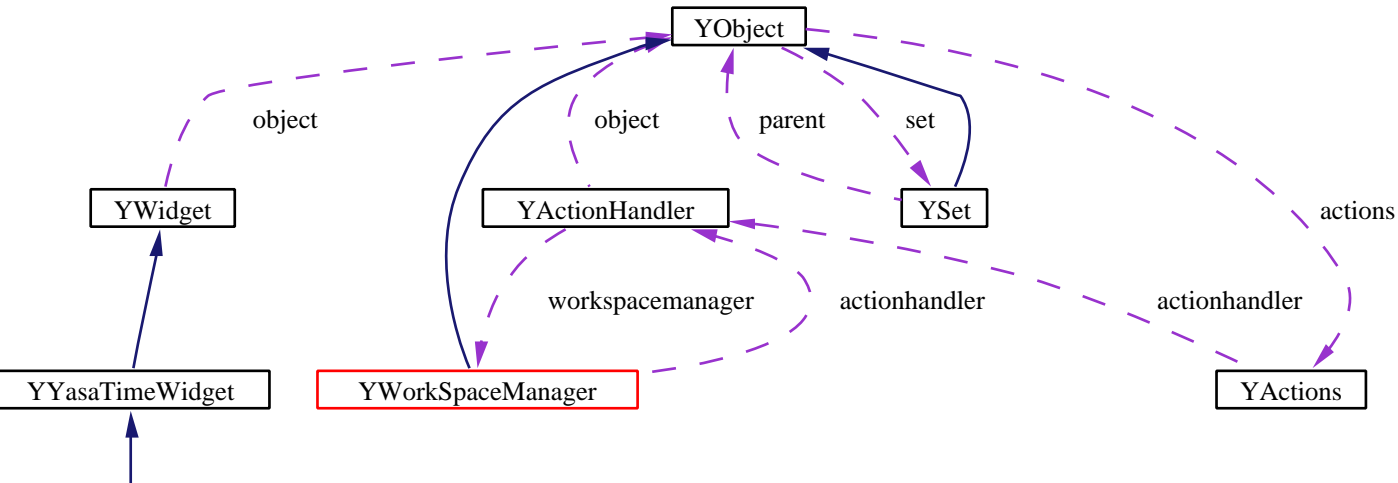 YObject
object
object
parent
set
YWidget
YActionHandler
YSet
actions
workspacemanager
actionhandler
actionhandler
YYasaTimeWidget
YWorkSpaceManager
YActions